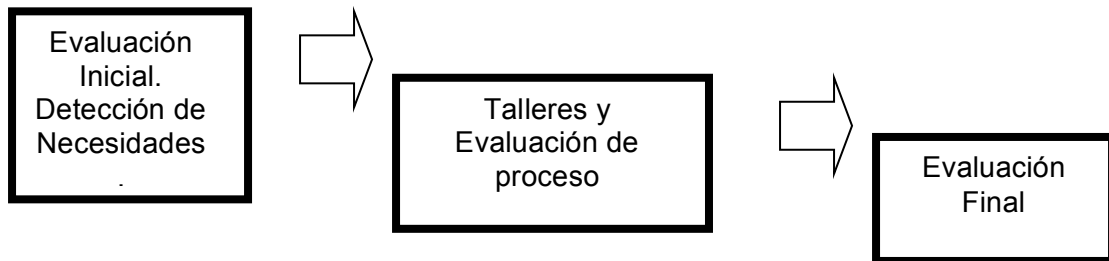 Evaluación
Inicial.
Detección de
Necesidades
.
Talleres y
Evaluación de
proceso
Evaluación
Final